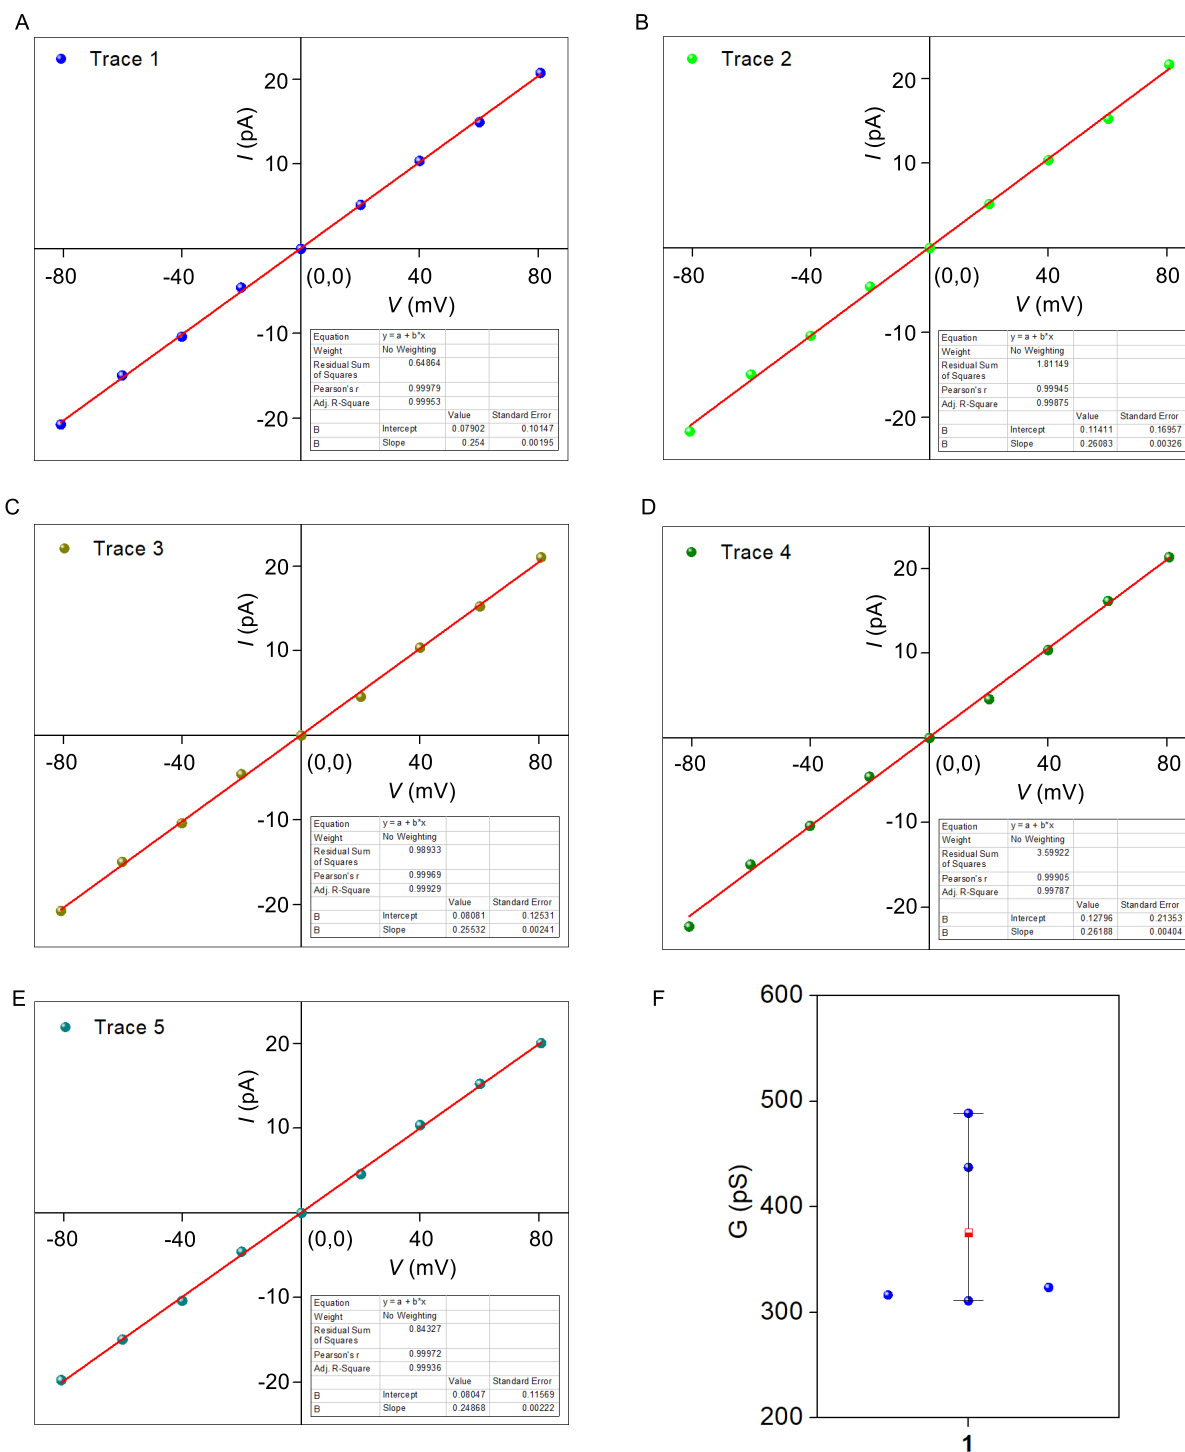 A
Trace 1
20
I (pA)
10
-80
-40
(0,0)
40
80
V (mV)
-10
-20
Equation y = a + b*x
Weight No Weighting
Residual Sum of Squares 0.64864
Pearson's r 0.99979
Adj. R-Square 0.99953
Value Standard Error
B Intercept 0.07902 0.10147
B Slope 0.254 0.00195
B
Trace 2
20
I (pA)
10
-80
-40
(0,0)
40
80
V (mV)
-10
-20
Equation y = a + b*x
Weight No Weighting
Residual Sum of Squares 1.81149
Pearson's r 0.99945
Adj. R-Square 0.99875
Value Standard Error
B Intercept 0.11411 0.16957
B Slope 0.26083 0.00326
C
Trace 3
20
I (pA)
10
-80
-40
(0,0)
40
80
V (mV)
-10
-20
Equation y = a + b*x
Weight No Weighting
Residual Sum of Squares 0.98933
Pearson's r 0.99969
Adj. R-Square 0.99929
Value Standard Error
B Intercept 0.08081 0.12531
B Slope 0.25532 0.00241
D
Trace 4
20
I (pA)
10
-80
-40
(0,0)
40
80
V (mV)
-10
-20
Equation y = a + b*x
Weight No Weighting
Residual Sum of Squares 3.59922
Pearson's r 0.99905
Adj. R-Square 0.99787
Value Standard Error
B Intercept 0.12796 0.21353
B Slope 0.26188 0.00404
E
Trace 5
20
I (pA)
10
-80
-40
(0,0)
40
80
V (mV)
-10
-20
Equation y = a + b*x
Weight No Weighting
Residual Sum of Squares 0.84327
Pearson's r 0.99972
Adj. R-Square 0.99936
Value Standard Error
B Intercept 0.08047 0.11569
B Slope 0.24868 0.00222
F
600
500
400
300
200
G (pS)
1